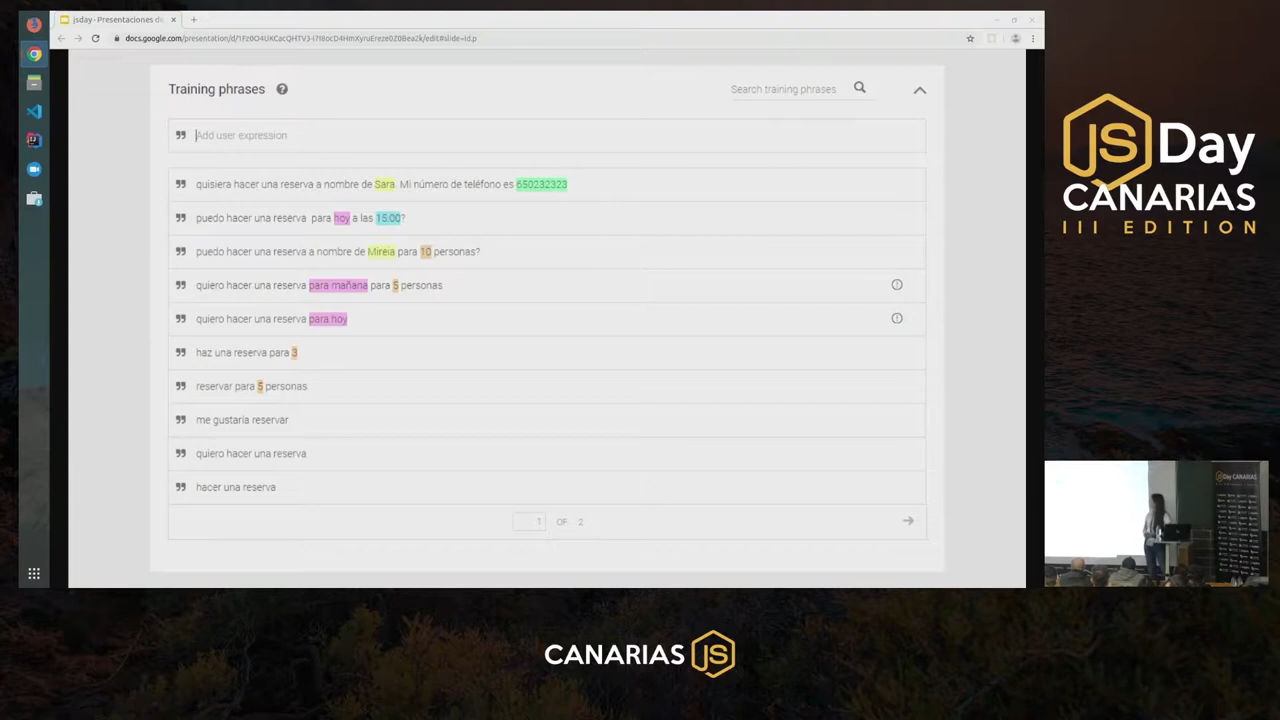 jsday - Presentaciones de
docs.google.com/presentation/d/1Fz0O4UKCacQHTV3-i7I8ocD4HmXyruEreze0Z0Bea2k/edit#slide=id.p
Training phrases
Search training phrases
Add user expression
quisiera hacer una reserva a nombre de Sara. Mi número de teléfono es 650232323
puedo hacer una reserva para hoy a las 15:00?
puedo hacer una reserva a nombre de Mireia para 10 personas?
quiero hacer una reserva para mañana para 5 personas
quiero hacer una reserva para hoy
haz una reserva para 3
reservar para 5 personas
me gustaría reservar
quiero hacer una reserva
hacer una reserva
1 OF 2
JS Day
CANARIAS
III EDITION
JS Day CANARIAS
CANARIAS JS